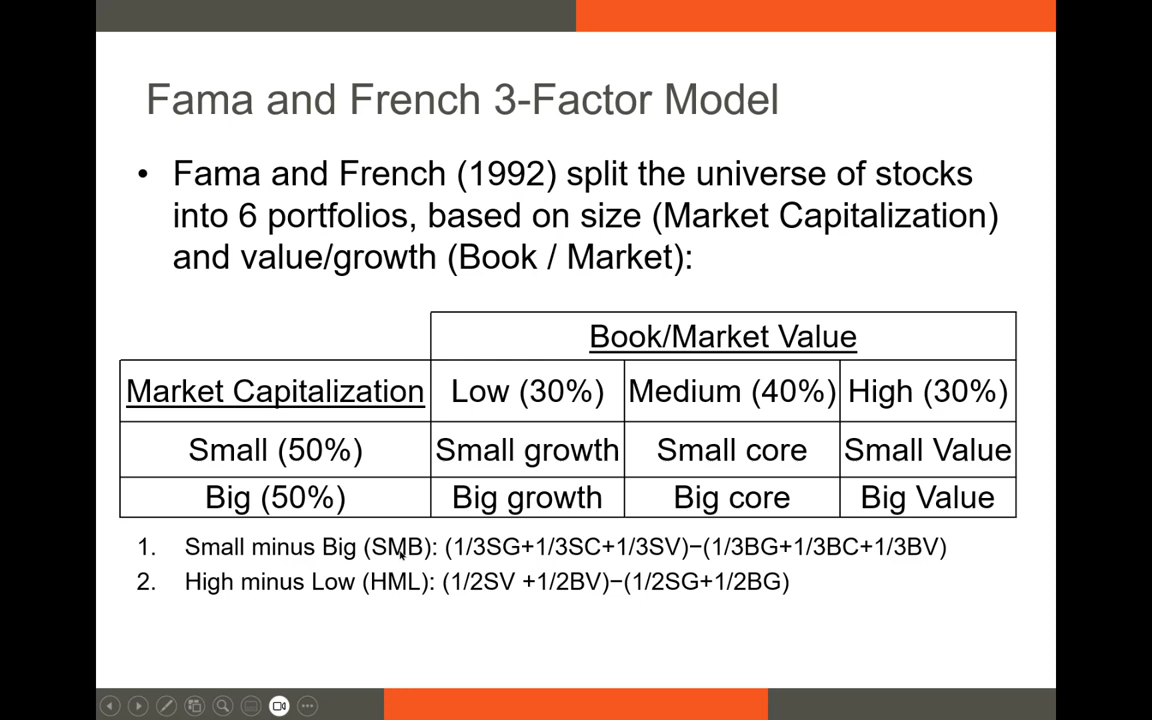 Fama and French 3-Factor Model
• Fama and French (1992) split the universe of stocks
into 6 portfolios, based on size (Market Capitalization)
and value/growth (Book / Market):
Book/Market Value
Market Capitalization Low (30%) Medium (40%) High (30%)
Small (50%) Small growth Small core Small Value
Big (50%) Big growth Big core Big Value
1. Small minus Big (SMB): (1/3SG+1/3SC+1/3SV)−(1/3BG+1/3BC+1/3BV)
2. High minus Low (HML): (1/2SV +1/2BV)−(1/2SG+1/2BG)